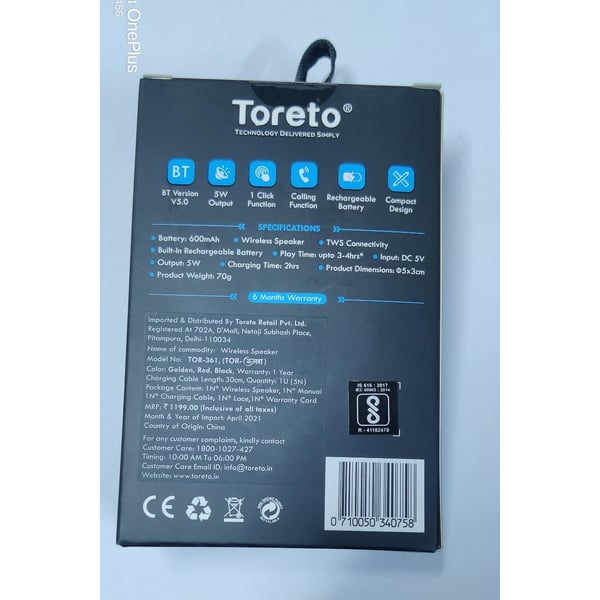 n OnePlus
456
Toreto®
TECHNOLOGY DELIVERED SIMPLY
BT
BT Version V5.0
5W Output
1 Click Function
Calling Function
Rechargeable Battery
Compact Design
SPECIFICATIONS
• Battery: 600mAh • Wireless Speaker • TWS Connectivity
• Built-In Rechargeable Battery • Play Time: upto 3-4hrs* • Input: DC 5V
• Output: 5W • Charging Time: 2hrs • Product Dimensions: Φ5x3cm
• Product Weight: 70g
6 Months Warranty
Imported & Distributed By Toreto Retail Pvt. Ltd.
Registered At 702A, D'Mall, Netaji Subhash Place,
Pitampura, Delhi-110034
Name of commodity: Wireless Speaker
Model No: TOR-361, (TOR-
Color: Golden, Red, Black, Warranty: 1 Year
Charging Cable Length: 30cm, Quantity: 1U (5N)
Package Content: 1N* Wireless Speaker, 1N* Manual
1N* Charging Cable, 1N* Lace,1N* Warranty Card
MRP: ₹ 1199.00 (Inclusive of all taxes)
Month & Year of Import: April 2021
Country of Origin: China
For any customer complaints, kindly contact
Customer Care: 1800-1027-427
Timing: 10:00 AM To 06:00 PM
Customer Care Email ID: info@toreto.in
Website: www.toreto.in
IS 616 : 2017
IEC 60065 : 2014
R - 41182478
CE
0 710050 340758